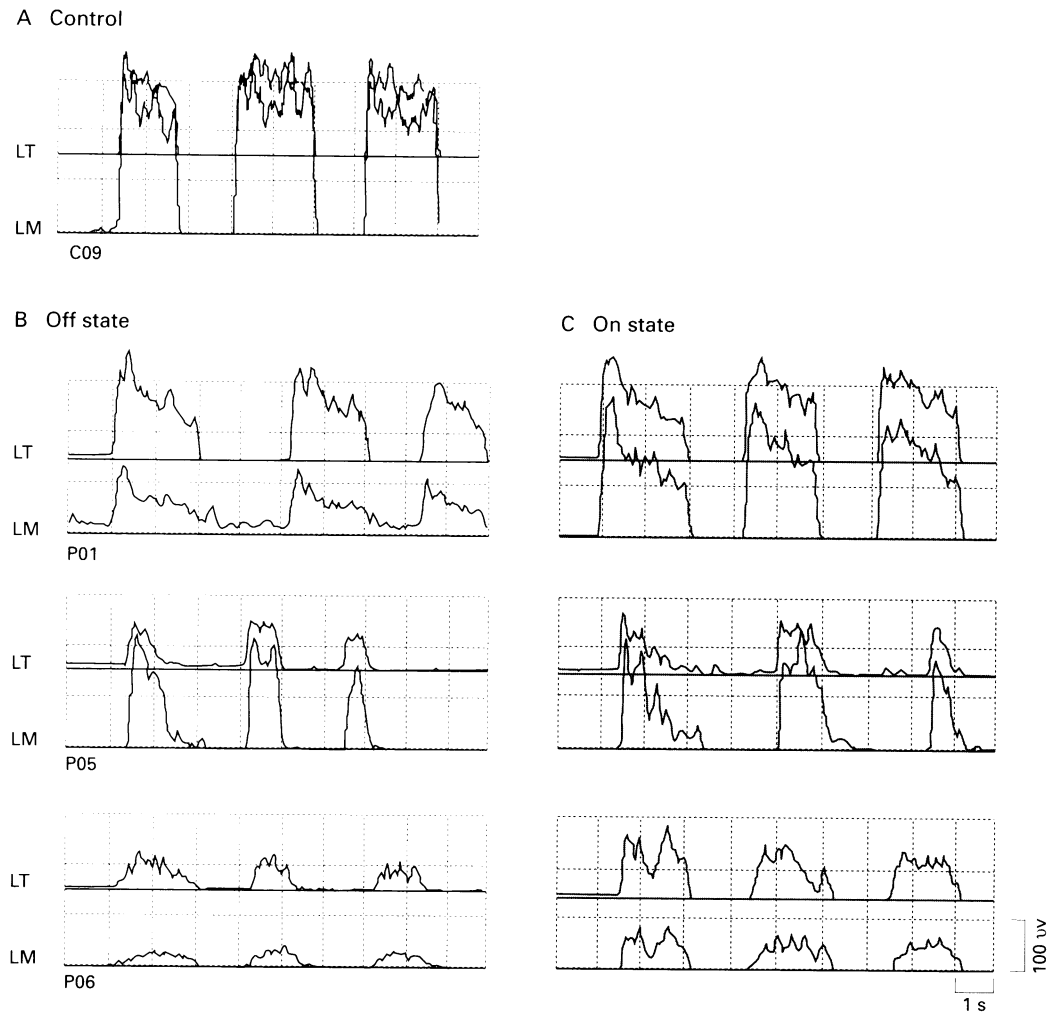 A Control
LT
LM
C09
B Off state
C On state
LT
LM
P01
LT
LM
P05
LT
LM
P06
100 υv
1 s